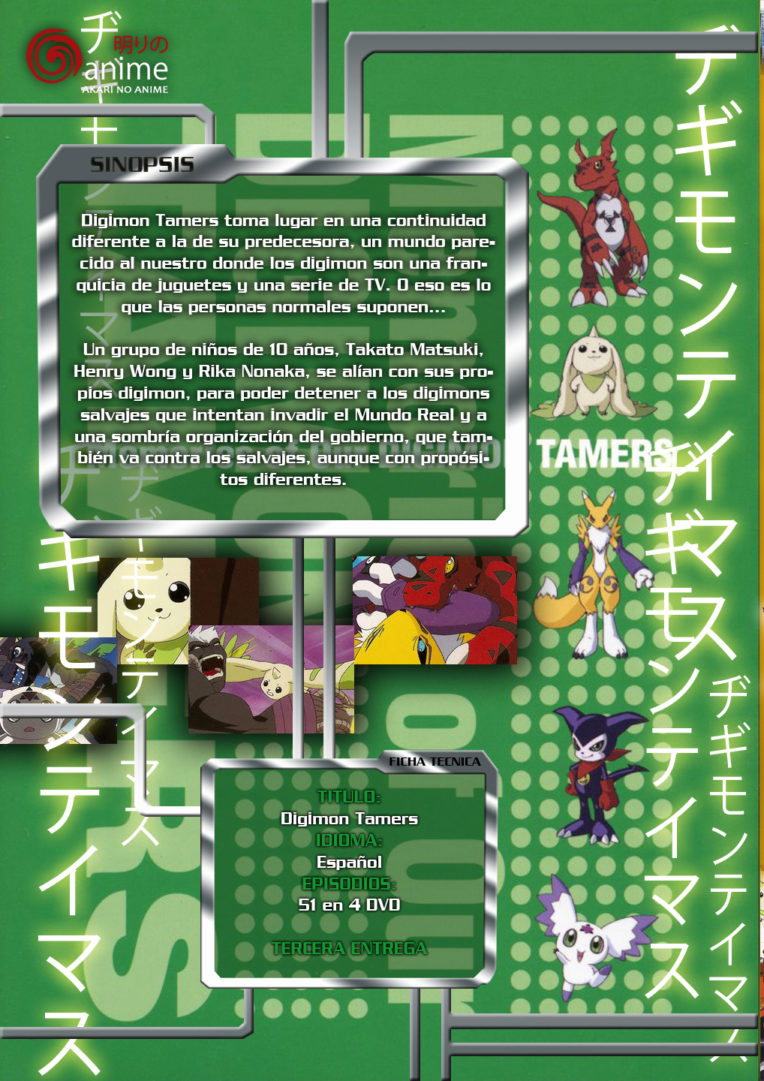 明りの
anime
AKARI NO ANIME
SINOPSIS
Digimon Tamers toma lugar en una continuidad
diferente a la de su predecesora, un mundo pare-
cido al nuestro donde los digimon son una fran-
quicia de juguetes y una serie de TV. O eso es lo
que las personas normales suponen...
Un grupo de niños de 10 años, Takato Matsuki,
Henry Wong y Rika Nonaka, se alían con sus pro-
pios digimon, para poder detener a los digimons
salvajes que intentan invadir el Mundo Real y a
una sombría organización del gobierno, que tam-
bién va contra los salvajes, aunque con propósi-
tos diferentes.
TAMERS
FICHA TECNICA
TITULO:
Digimon Tamers
IDIOMA:
Español
EPISODIOS:
51 en 4 DVD
TERCERA ENTREGA
ヂギモンテイマス
ヂギモンテイマス
ヂギモンテイマス